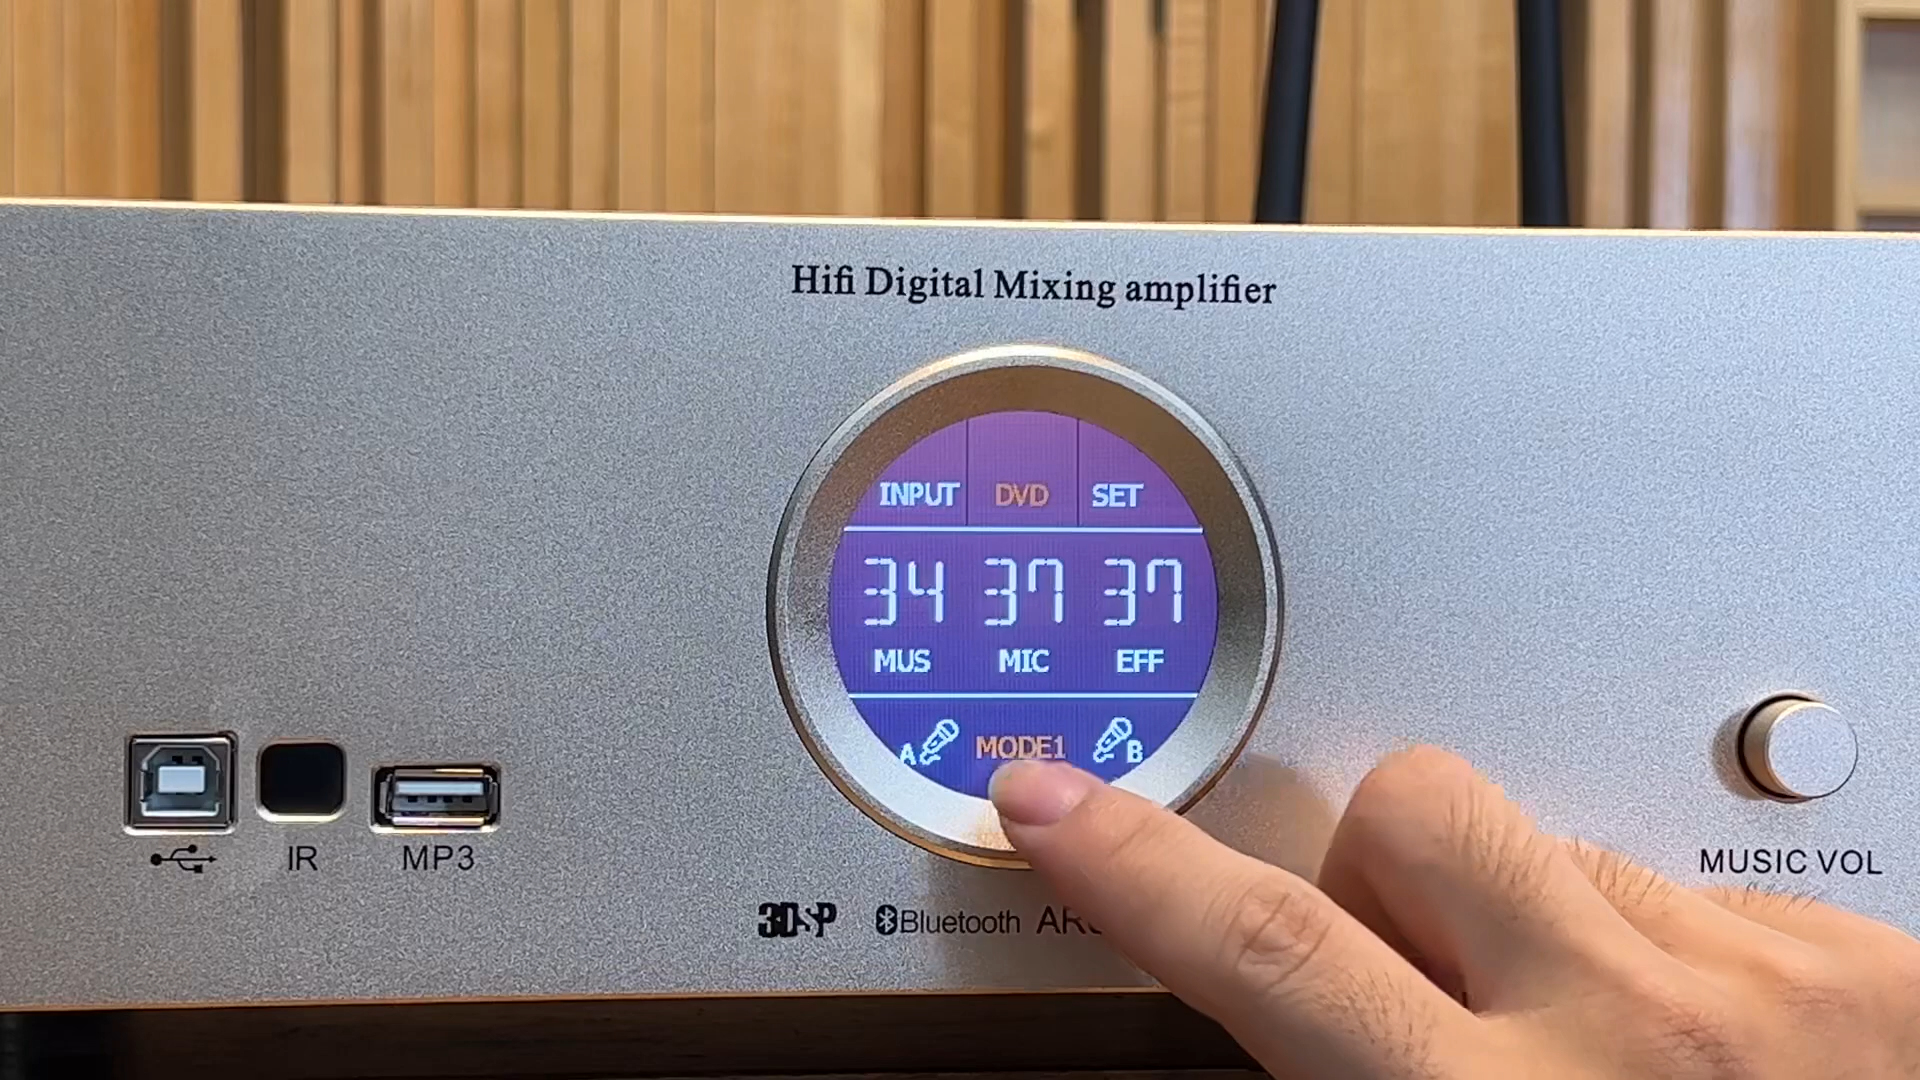 Hifi Digital Mixing amplifier
INPUT DVD SET
34 37 37
MUS MIC EFF
A MODE1 B
IR MP3
MUSIC VOL
3DSP Bluetooth